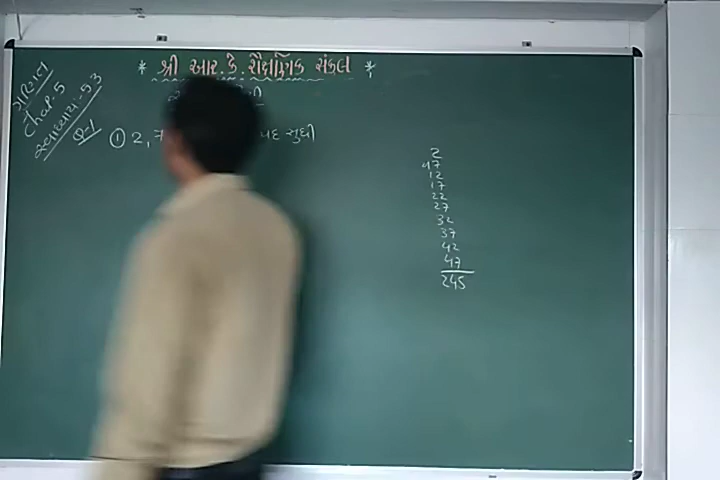 * શ્રી આર. કે. શૈક્ષણિક સંકુલ *
ગણિત
Chap. 5
સ્વાધ્યાય:- 5.3
પ્ર-1
① 2, પદ સુધી
2
+7
12
17
22
27
32
37
42
47
245